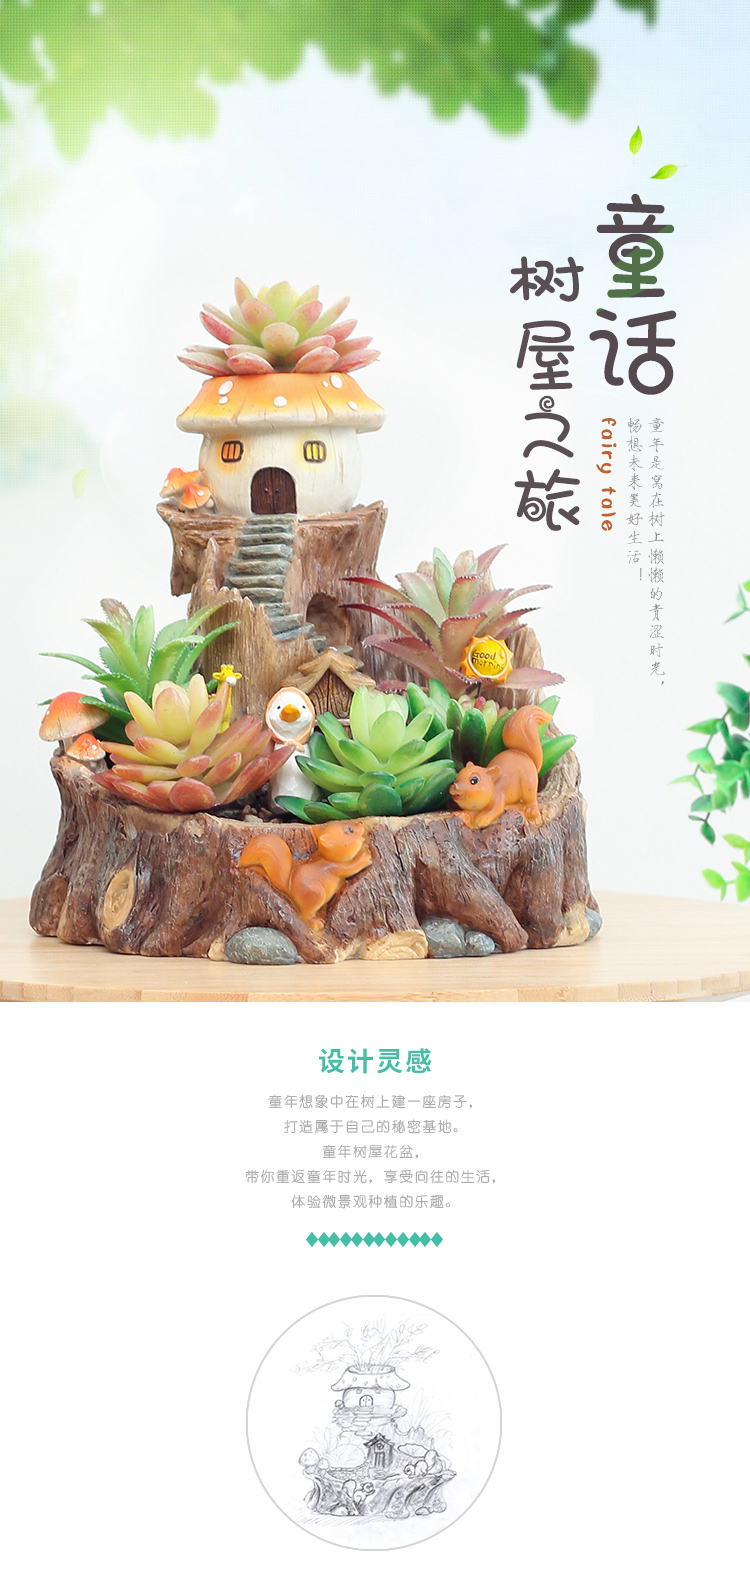 童话
树屋之旅
fairy tale
童年是窝在树上懒懒的青涩时光，
畅想未来美好生活！
Good
morning
设计灵感
童年想象中在树上建一座房子，
打造属于自己的秘密基地。
童年树屋花盆，
带你重返童年时光，享受向往的生活，
体验微景观种植的乐趣。